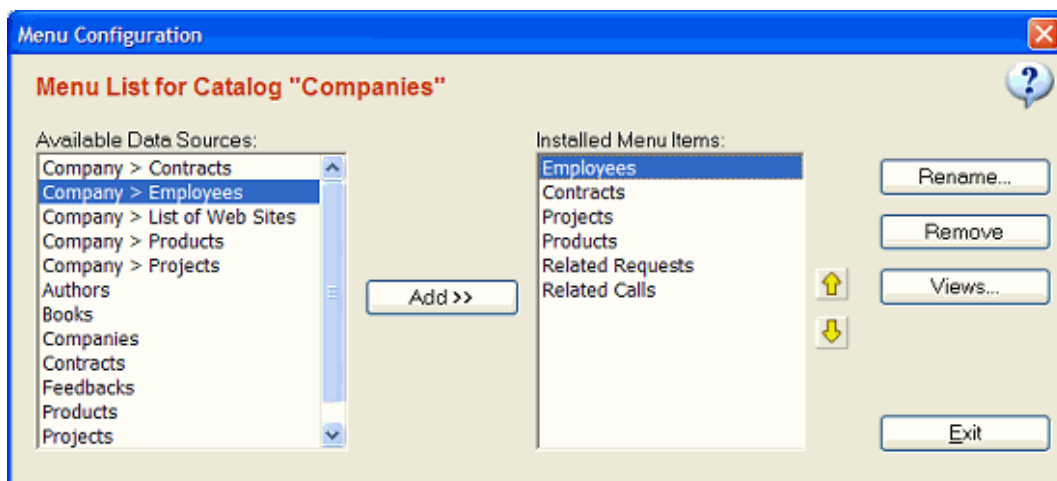 Menu Configuration
Menu List for Catalog "Companies"
?
Available Data Sources:
Company > Contracts
Company > Employees
Company > List of Web Sites
Company > Products
Company > Projects
Authors
Books
Companies
Contracts
Feedbacks
Products
Projects
Add >>
Installed Menu Items:
Employees
Contracts
Projects
Products
Related Requests
Related Calls
Rename...
Remove
Views...
Exit